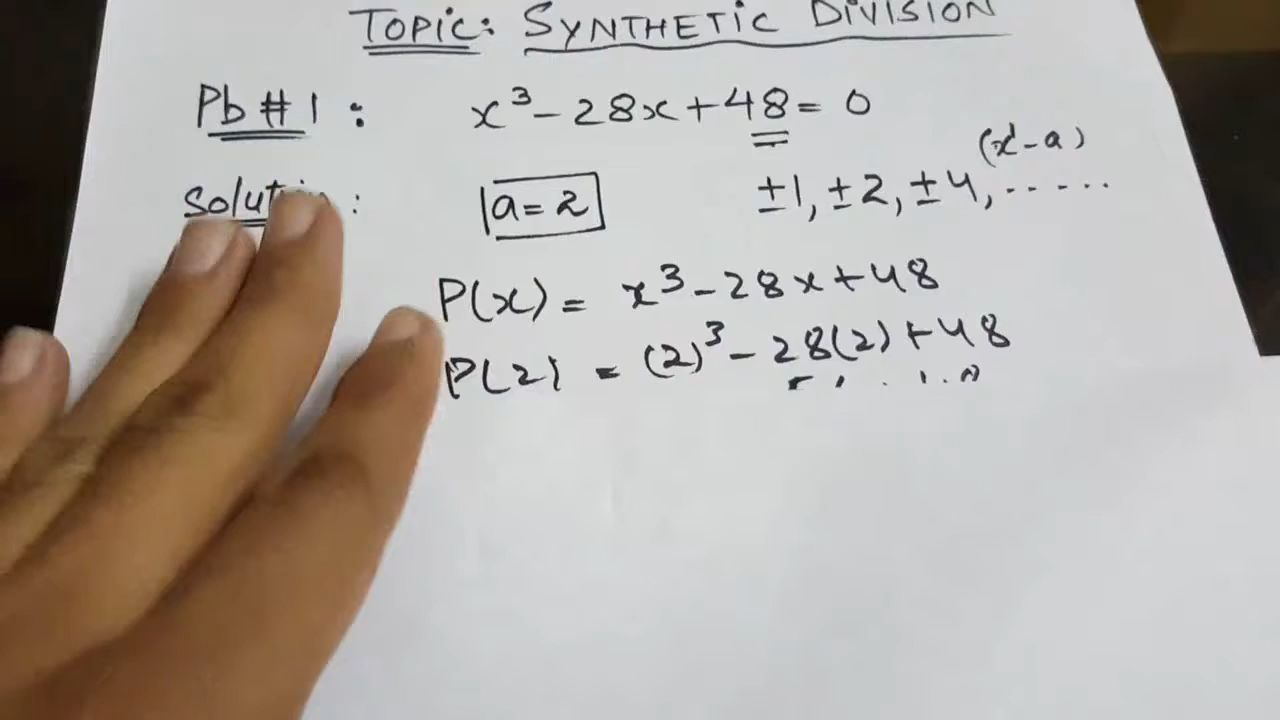 TOPIC: SYNTHETIC DIVISION
Pb # 1 : x³ - 28x + 48 = 0
(x - a)
Solution : a = 2 ±1, ±2, ±4, .....
P(x) = x³ - 28x + 48
P(2) = (2)³ - 28(2) + 48